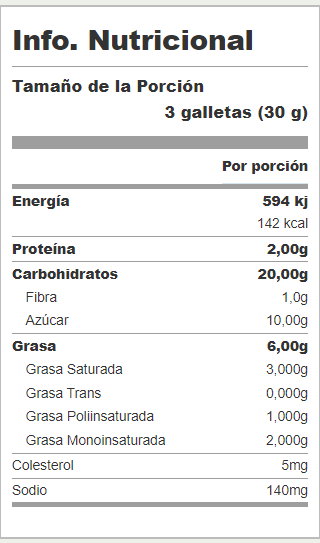 Info. Nutricional
Tamaño de la Porción
3 galletas (30 g)
Por porción
Energía 594 kj
142 kcal
Proteína 2,00g
Carbohidratos 20,00g
Fibra 1,0g
Azúcar 10,00g
Grasa 6,00g
Grasa Saturada 3,000g
Grasa Trans 0,000g
Grasa Poliinsaturada 1,000g
Grasa Monoinsaturada 2,000g
Colesterol 5mg
Sodio 140mg